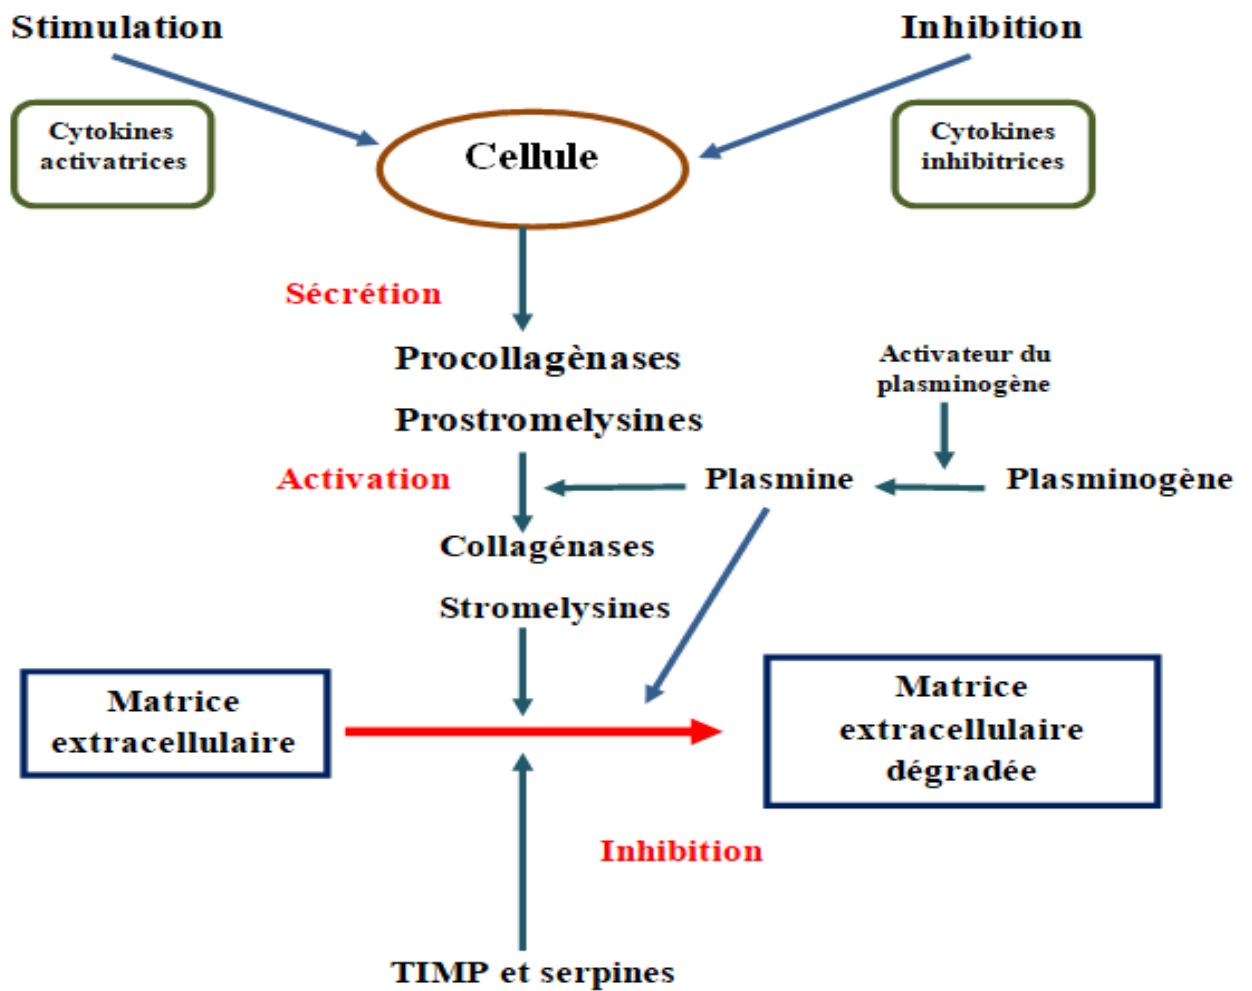 Stimulation
Inhibition
Cytokines
activatrices
Cellule
Cytokines
inhibitrices
Sécrétion
Procollagènases
Activateur du
plasminogène
Prostromelysines
Activation
Plasmine
Plasminogène
Collagénases
Stromelysines
Matrice
extracellulaire
Matrice
extracellulaire
dégradée
Inhibition
TIMP et serpines